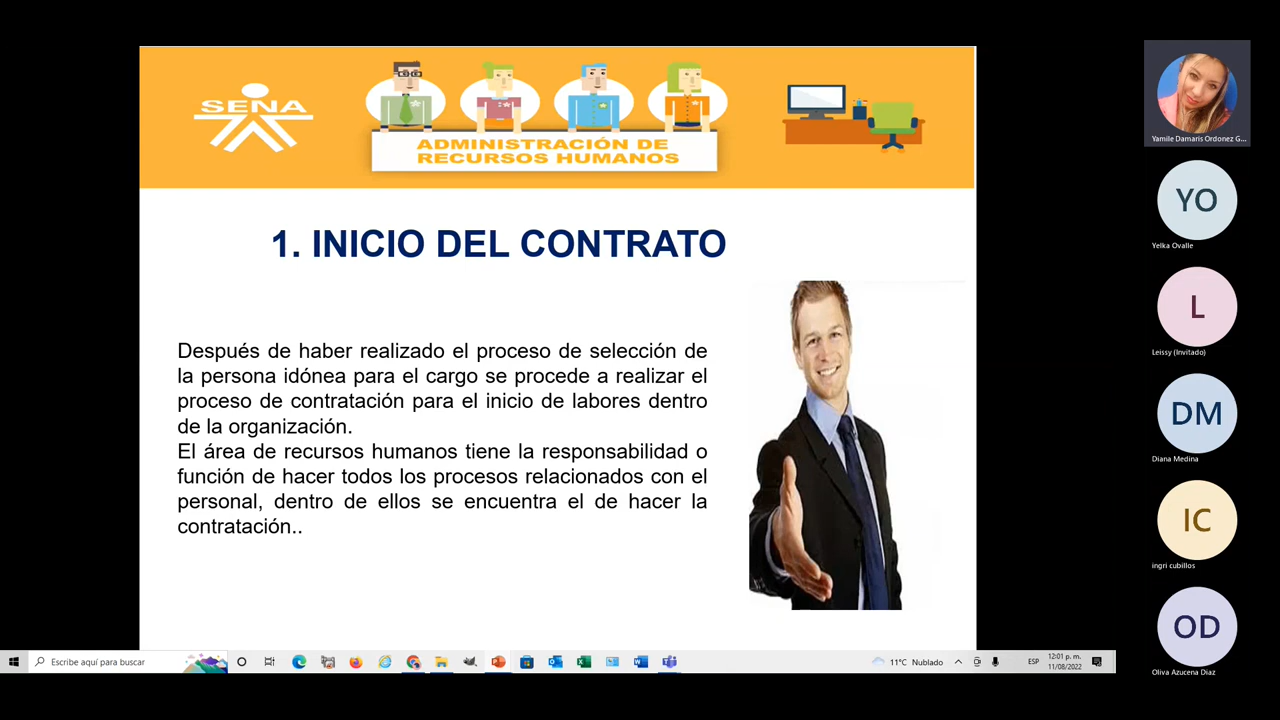 SENA
ADMINISTRACIÓN DE
RECURSOS HUMANOS
1. INICIO DEL CONTRATO
Después de haber realizado el proceso de selección de
la persona idónea para el cargo se procede a realizar el
proceso de contratación para el inicio de labores dentro
de la organización.
El área de recursos humanos tiene la responsabilidad o
función de hacer todos los procesos relacionados con el
personal, dentro de ellos se encuentra el de hacer la
contratación..
Yamile Damaris Ordonez G...
YO
Yelka Ovalle
L
Leissy (Invitado)
DM
Diana Medina
IC
ingri cubillos
OD
Oliva Azucena Diaz
Escribe aquí para buscar
11°C Nublado
ESP
12:01 p. m.
11/08/2022